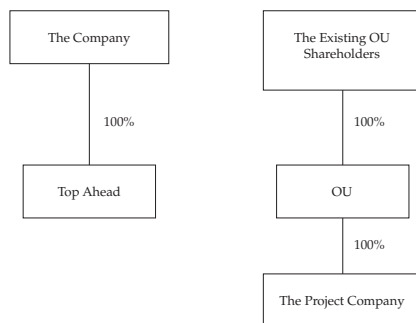 The Company
100%
Top Ahead
The Existing OU
Shareholders
100%
OU
100%
The Project Company